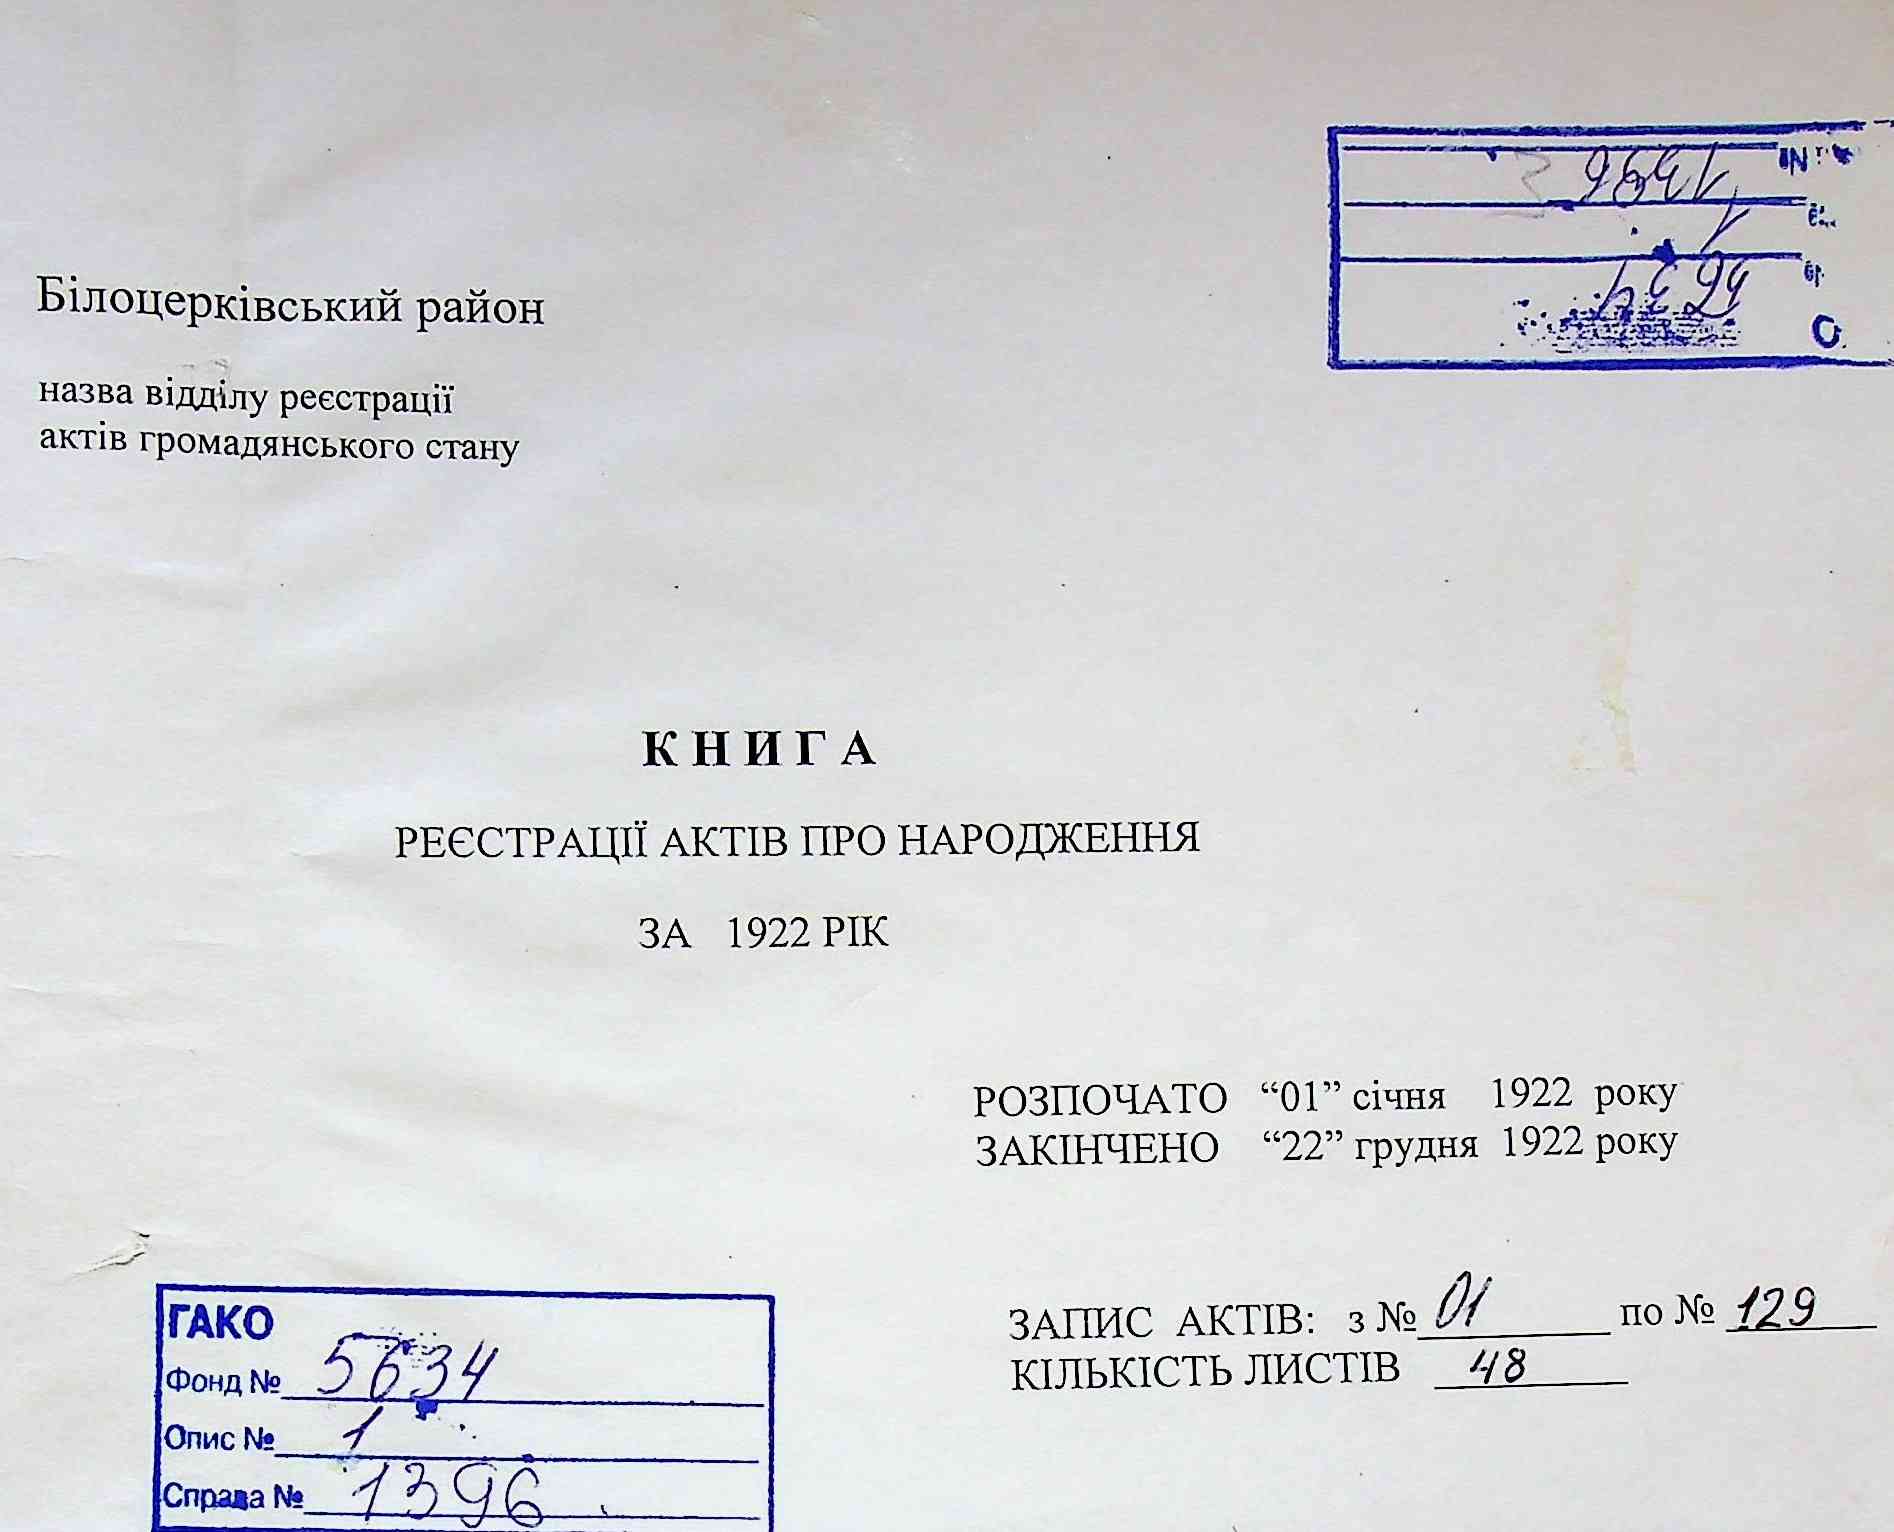 Білоцерківський район
назва відділу реєстрації
актів громадянського стану
КНИГА
РЕЄСТРАЦІЇ АКТІВ ПРО НАРОДЖЕННЯ
ЗА 1922 РІК
РОЗПОЧАТО “01” січня 1922 року
ЗАКІНЧЕНО “22” грудня 1922 року
ЗАПИС АКТІВ: з № 01 по № 129
КІЛЬКІСТЬ ЛИСТІВ 48
ГАКО
Фонд № 5634
Опис № 1
Справа № 1396